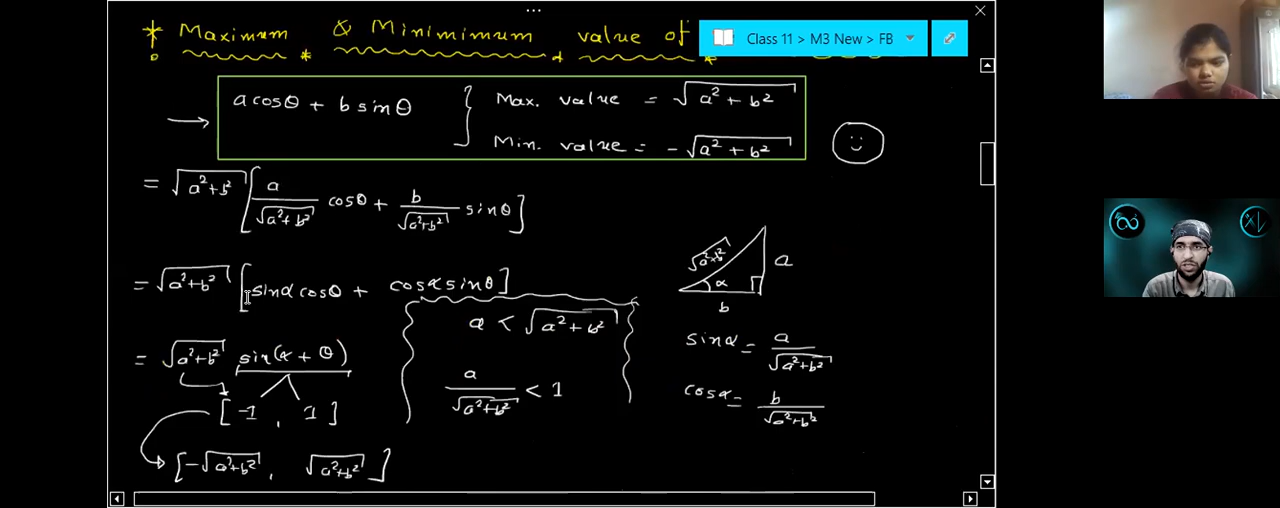 * Maximum & Minimimum value of
Class 11 > M3 New > FB
a cosθ + b sinθ } Max. value = √a²+b²
Min. value = -√a²+b²
= √a²+b² [a/√a²+b² cosθ + b/√a²+b² sinθ]
= √a²+b² [sinα cosθ + cosα sinθ]
= √a²+b² sin(α + θ)
[-1, 1]
[-√a²+b², √a²+b²]
a < √a²+b²
a/√a²+b² < 1
√a²+b²
a
α
b
sinα = a/√a²+b²
cosα = b/√a²+b²